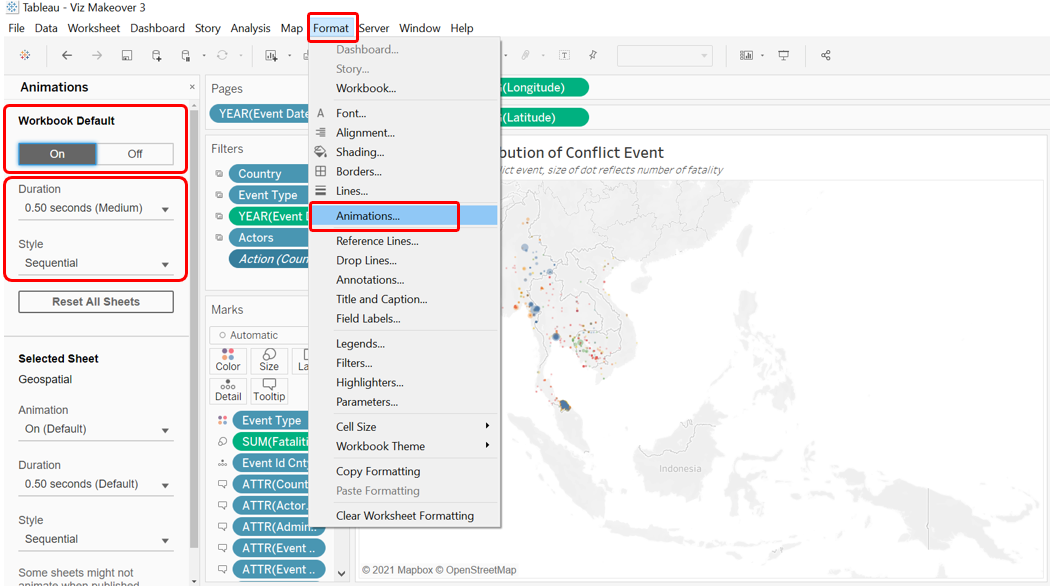 Tableau - Viz Makeover 3
File Data Worksheet Dashboard Story Analysis Map Format Server Window Help
Animations
Workbook Default
On Off
Duration
0.50 seconds (Medium)
Style
Sequential
Reset All Sheets
Selected Sheet
Geospatial
Animation
On (Default)
Duration
0.50 seconds (Default)
Style
Sequential
Some sheets might not
animate when published
Pages
YEAR(Event Date
Filters
Country
Event Type
YEAR(Event
Actors
Action (Coun
Marks
Automatic
Color Size
Detail Tooltip
Event Type
SUM(Fataliti
Event Id Cnt
ATTR(Count
ATTR(Actor.
ATTR(Admin..
ATTR(Event ..
ATTR(Event ..
Dashboard...
Story...
Workbook...
Font...
Alignment...
Shading...
Borders...
Lines...
Animations...
Reference Lines...
Drop Lines...
Annotations...
Title and Caption...
Field Labels...
Legends...
Filters...
Highlighters...
Parameters...
Cell Size
Workbook Theme
Copy Formatting
Paste Formatting
Clear Worksheet Formatting
(Longitude)
(Latitude)
bution of Conflict Event
lict event, size of dot reflects number of fatality
Indonesia
© 2021 Mapbox © OpenStreetMap